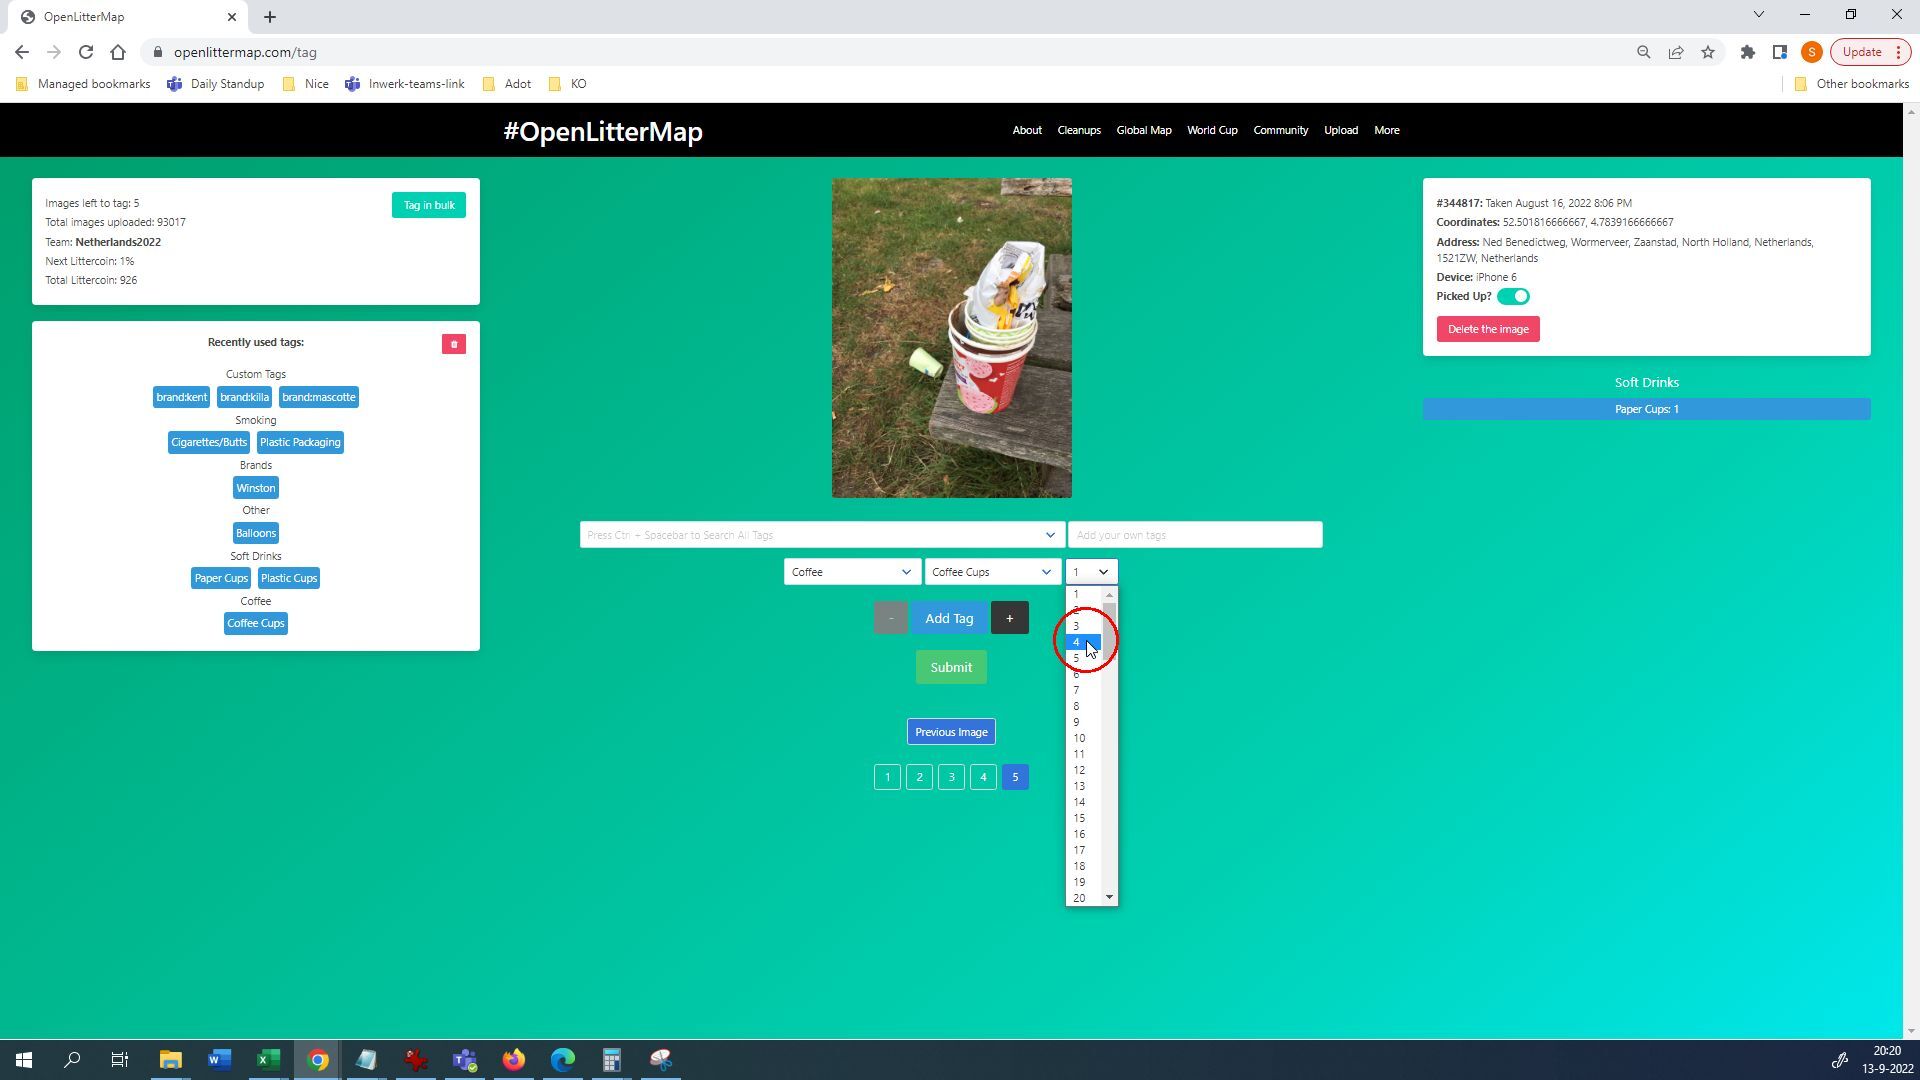 OpenLitterMap
openlittermap.com/tag
S
Update
Managed bookmarks
Daily Standup
Nice
Inwerk-teams-link
Adot
KO
Other bookmarks
#OpenLitterMap
About
Cleanups
Global Map
World Cup
Community
Upload
More
Images left to tag: 5
Tag in bulk
Total images uploaded: 93017
Team: Netherlands2022
Next Littercoin: 1%
Total Littercoin: 926
Recently used tags:
Custom Tags
brand:kent
brand:killa
brand:mascotte
Smoking
Cigarettes/Butts
Plastic Packaging
Brands
Winston
Other
Balloons
Soft Drinks
Paper Cups
Plastic Cups
Coffee
Coffee Cups
Press Ctrl + Spacebar to Search All Tags
Add your own tags
Coffee
Coffee Cups
1
1
2
3
4
5
6
7
8
9
10
11
12
13
14
15
16
17
18
19
20
-
Add Tag
+
Submit
Previous Image
1
2
3
4
5
#344817: Taken August 16, 2022 8:06 PM
Coordinates: 52.501816666667, 4.7839166666667
Address: Ned Benedictweg, Wormerveer, Zaanstad, North Holland, Netherlands,
1521ZW, Netherlands
Device: iPhone 6
Picked Up?
Delete the image
Soft Drinks
Paper Cups: 1
20:20
13-9-2022